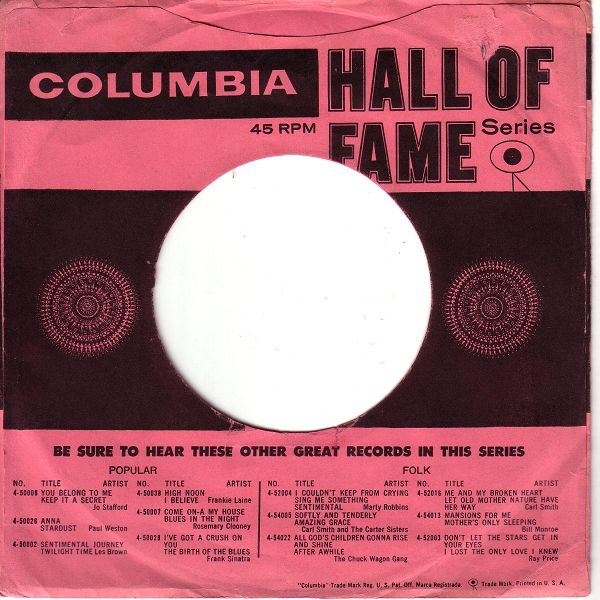 COLUMBIA
HALL OF
FAME
45 RPM
Series
BE SURE TO HEAR THESE OTHER GREAT RECORDS IN THIS SERIES
POPULAR
NO. TITLE ARTIST
4-50008 YOU BELONG TO ME
KEEP IT A SECRET
Jo Stafford
4-50026 ANNA
STARDUST Paul Weston
4-50002 SENTIMENTAL JOURNEY
TWILIGHT TIME Les Brown
NO. TITLE ARTIST
4-50038 HIGH NOON
I BELIEVE Frankie Laine
4-50007 COME ON-A MY HOUSE
BLUES IN THE NIGHT
Rosemary Clooney
4-50028 I'VE GOT A CRUSH ON
YOU
THE BIRTH OF THE BLUES
Frank Sinatra
FOLK
NO. TITLE ARTIST
4-52004 I COULDN'T KEEP FROM CRYING
SING ME SOMETHING
SENTIMENTAL Marty Robbins
4-54005 SOFTLY AND TENDERLY
AMAZING GRACE
Carl Smith and The Carter Sisters
4-54022 ALL GOD'S CHILDREN GONNA RISE
AND SHINE
AFTER AWHILE
The Chuck Wagon Gang
NO. TITLE ARTIST
4-52016 ME AND MY BROKEN HEART
LET OLD MOTHER NATURE HAVE
HER WAY Carl Smith
4-54013 MANSIONS FOR ME
MOTHER'S ONLY SLEEPING
Bill Monroe
4-52003 DON'T LET THE STARS GET IN
YOUR EYES
I LOST THE ONLY LOVE I KNEW
Ray Price
"Columbia" Trade Mark Reg. U. S. Pat. Off. Marca Registrada. Trade Mark. Printed in U. S. A.